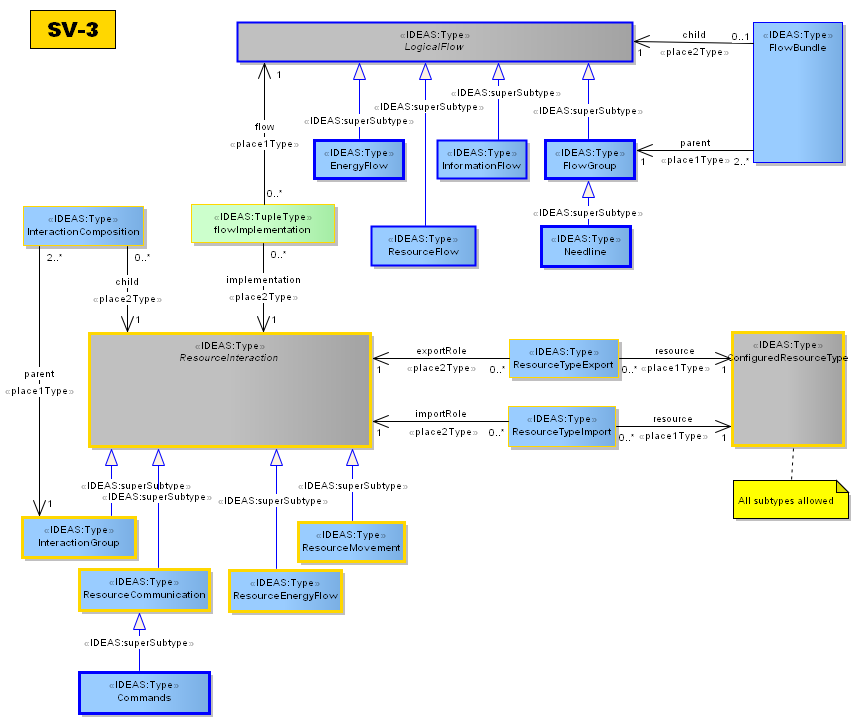 SV-3
«IDEAS:Type»
LogicalFlow
child
0..1
1
«place2Type»
«IDEAS:Type»
FlowBundle
1
flow
«place1Type»
0..*
«IDEAS:superSubtype»
«IDEAS:superSubtype»
«IDEAS:superSubtype»
«IDEAS:superSubtype»
«IDEAS:Type»
EnergyFlow
«IDEAS:Type»
InformationFlow
«IDEAS:Type»
FlowGroup
parent
1
«place1Type»
2..*
«IDEAS:superSubtype»
«IDEAS:Type»
InteractionComposition
«IDEAS:TupleType»
flowImplementation
«IDEAS:Type»
ResourceFlow
«IDEAS:Type»
Needline
2..*
0..*
0..*
child
«place2Type»
1
implementation
«place2Type»
1
«IDEAS:Type»
ResourceInteraction
exportRole
1
«place2Type»
0..*
«IDEAS:Type»
ResourceTypeExport
resource
0..*
«place1Type»
1
«IDEAS:Type»
ConfiguredResourceType
parent
«place1Type»
importRole
1
«place2Type»
0..*
«IDEAS:Type»
ResourceTypeImport
resource
0..*
«place1Type»
1
«IDEAS:superSubtype»
«IDEAS:superSubtype»
«IDEAS:superSubtype»
«IDEAS:superSubtype»
All subtypes allowed
1
«IDEAS:Type»
InteractionGroup
«IDEAS:Type»
ResourceMovement
«IDEAS:Type»
ResourceCommunication
«IDEAS:Type»
ResourceEnergyFlow
«IDEAS:superSubtype»
«IDEAS:Type»
Commands